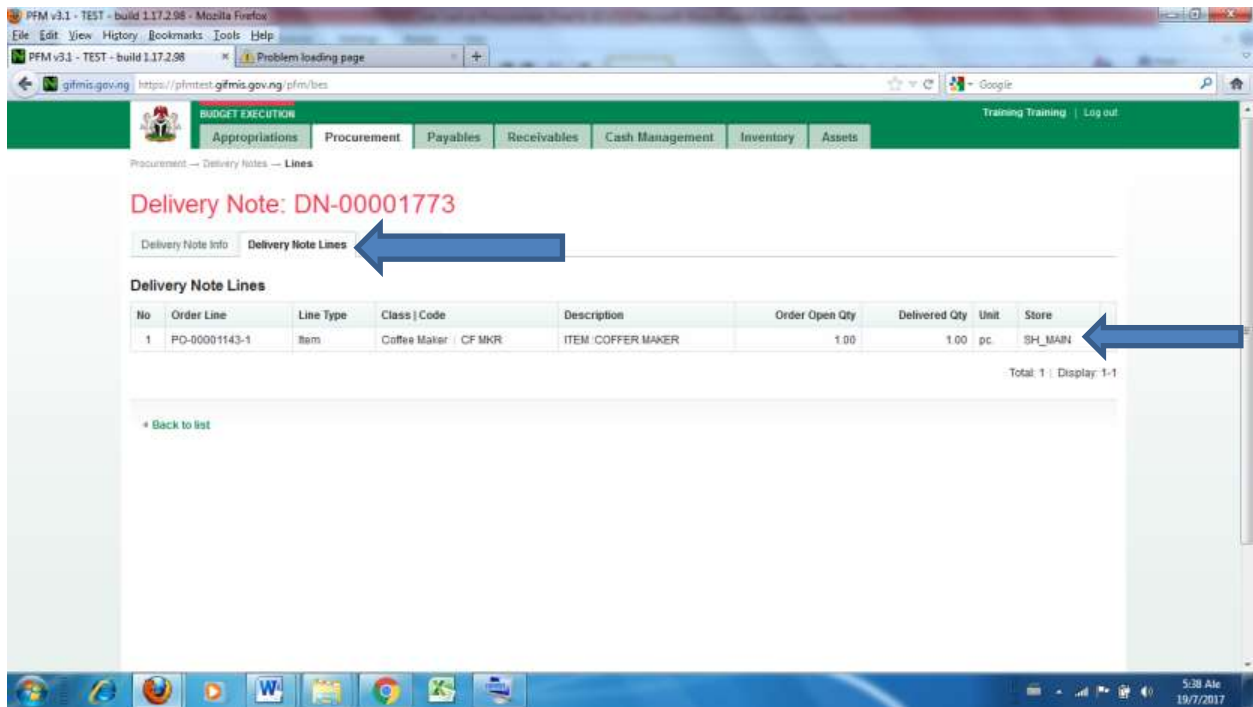 PFM v3.1 - TEST - build 1.17.2.98 - Mozilla Firefox
File Edit View History Bookmarks Tools Help
PFM v3.1 - TEST - build 1.17.2.98 × Problem loading page × +
gifmis.gov.ng https://pfmtest.gifmis.gov.ng/pfm/bes Google
BUDGET EXECUTION Training Training | Log out
Appropriations Procurement Payables Receivables Cash Management Inventory Assets
Procurement → Delivery Notes → Lines
Delivery Note: DN-00001773
Delivery Note Info Delivery Note Lines
Delivery Note Lines
No Order Line Line Type Class | Code Description Order Open Qty Delivered Qty Unit Store
1 PO-00001143-1 Item Coffee Maker | CF MKR ITEM :COFFER MAKER 1.00 1.00 pc. SH_MAIN
Total: 1 | Display: 1-1
Back to list
5:38 Ale
19/7/2017